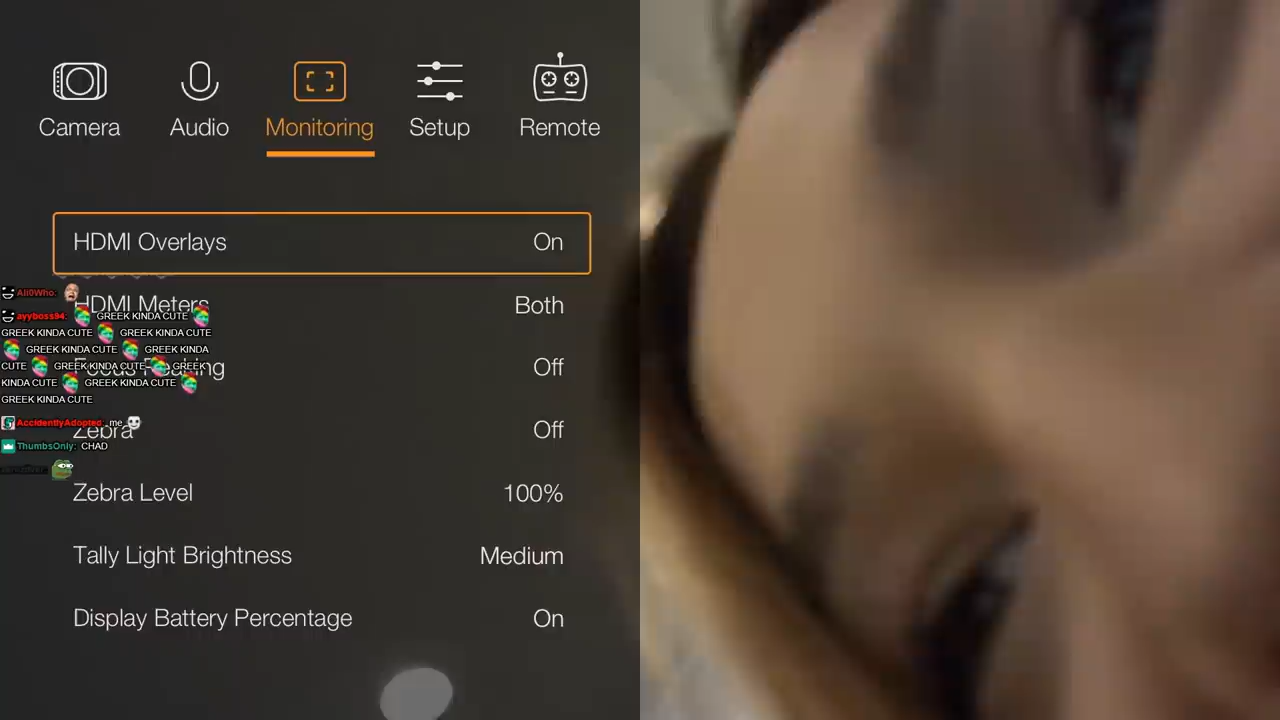 Camera
Audio
Monitoring
Setup
Remote
HDMI Overlays On
HDMI Meters Both
Focus Peaking Off
Zebra Off
Zebra Level 100%
Tally Light Brightness Medium
Display Battery Percentage On
All0Who:
ayyboss94: GREEK KINDA CUTE
GREEK KINDA CUTE GREEK KINDA CUTE
GREEK KINDA CUTE GREEK KINDA
CUTE GREEK KINDA CUTE GREEK
KINDA CUTE GREEK KINDA CUTE
GREEK KINDA CUTE
AccidentlyAdopted: me
ThumbsOnly: CHAD